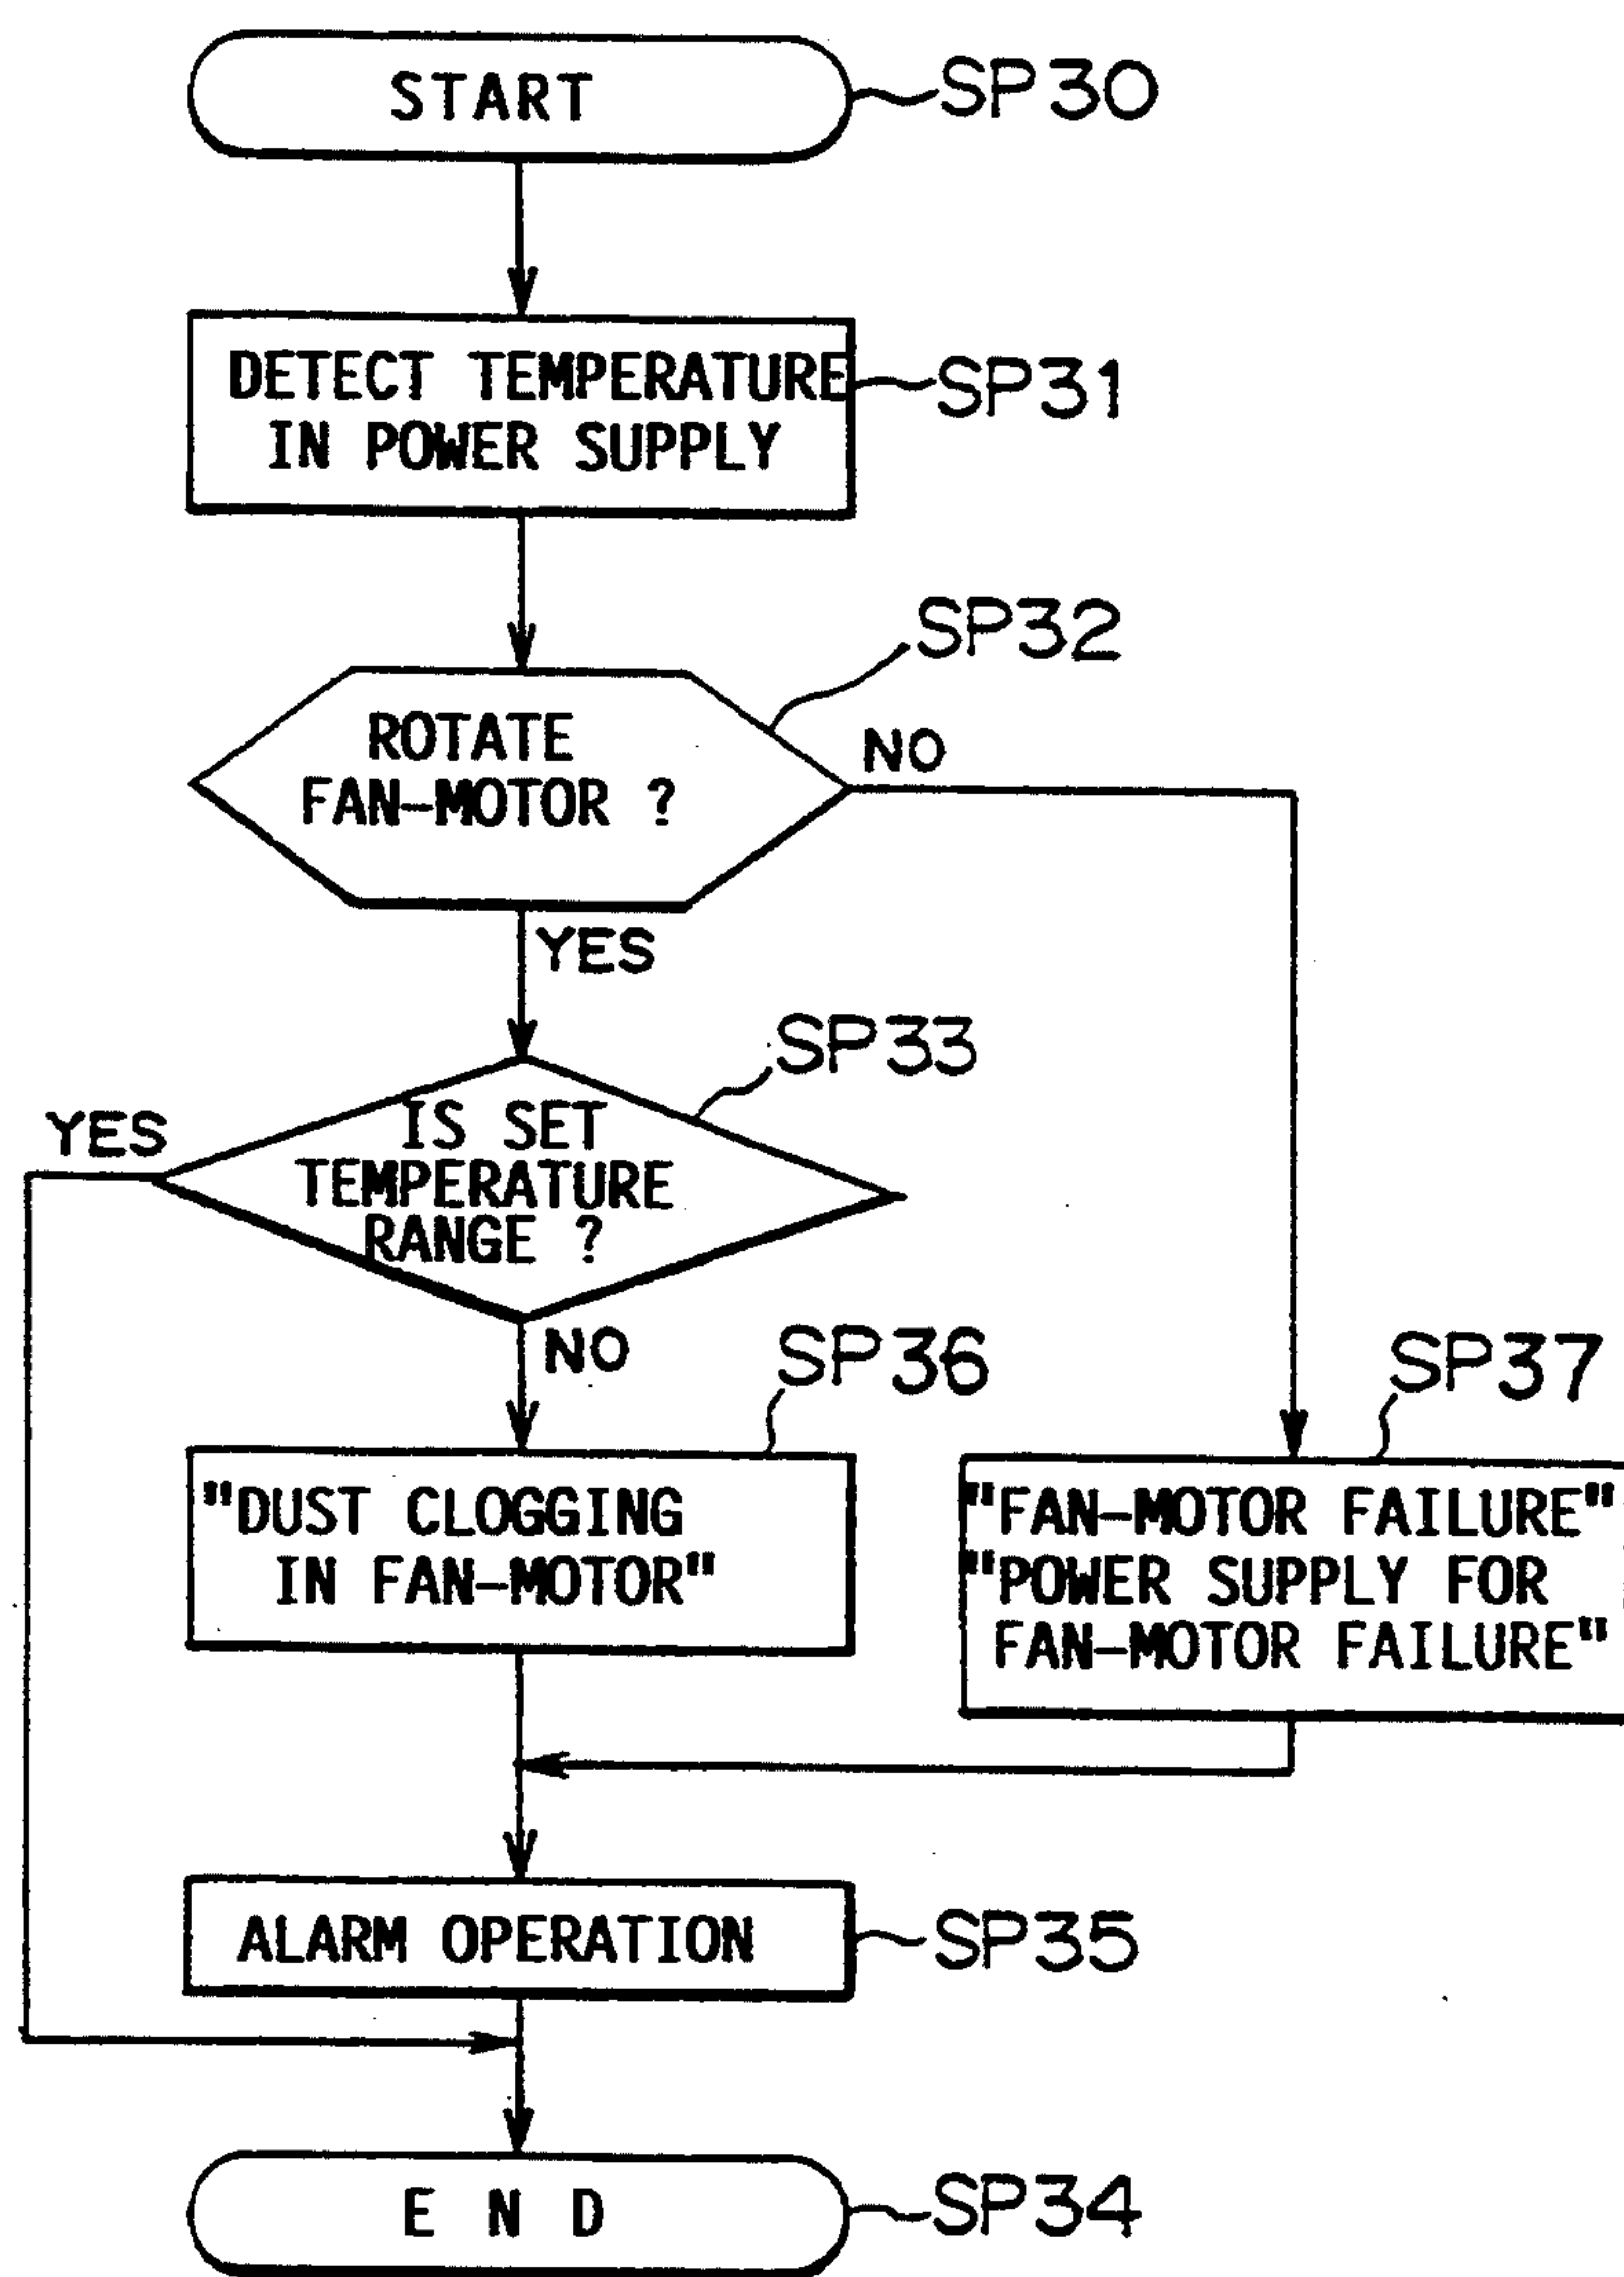 START
SP30
DETECT TEMPERATURE
IN POWER SUPPLY
SP31
SP32
ROTATE
FAN-MOTOR ?
NO
YES
SP33
YES
IS SET
TEMPERATURE
RANGE ?
NO
SP36
SP37
"DUST CLOGGING
IN FAN-MOTOR"
"FAN-MOTOR FAILURE"
"POWER SUPPLY FOR
FAN-MOTOR FAILURE"
ALARM OPERATION
SP35
E N D
SP34